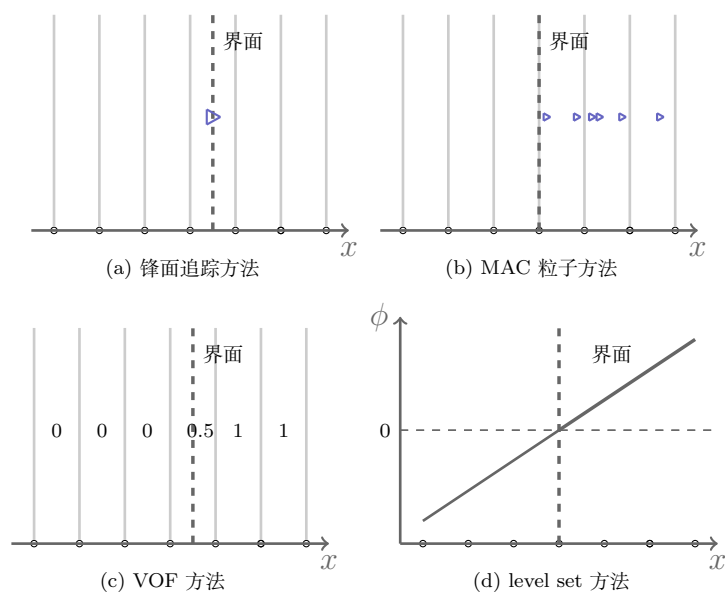 界面
界面
x
x
(a) 锋面追踪方法
(b) MAC 粒子方法
界面
0 0 0 0.5 1 1
x
(c) VOF 方法
ϕ
界面
0
x
(d) level set 方法